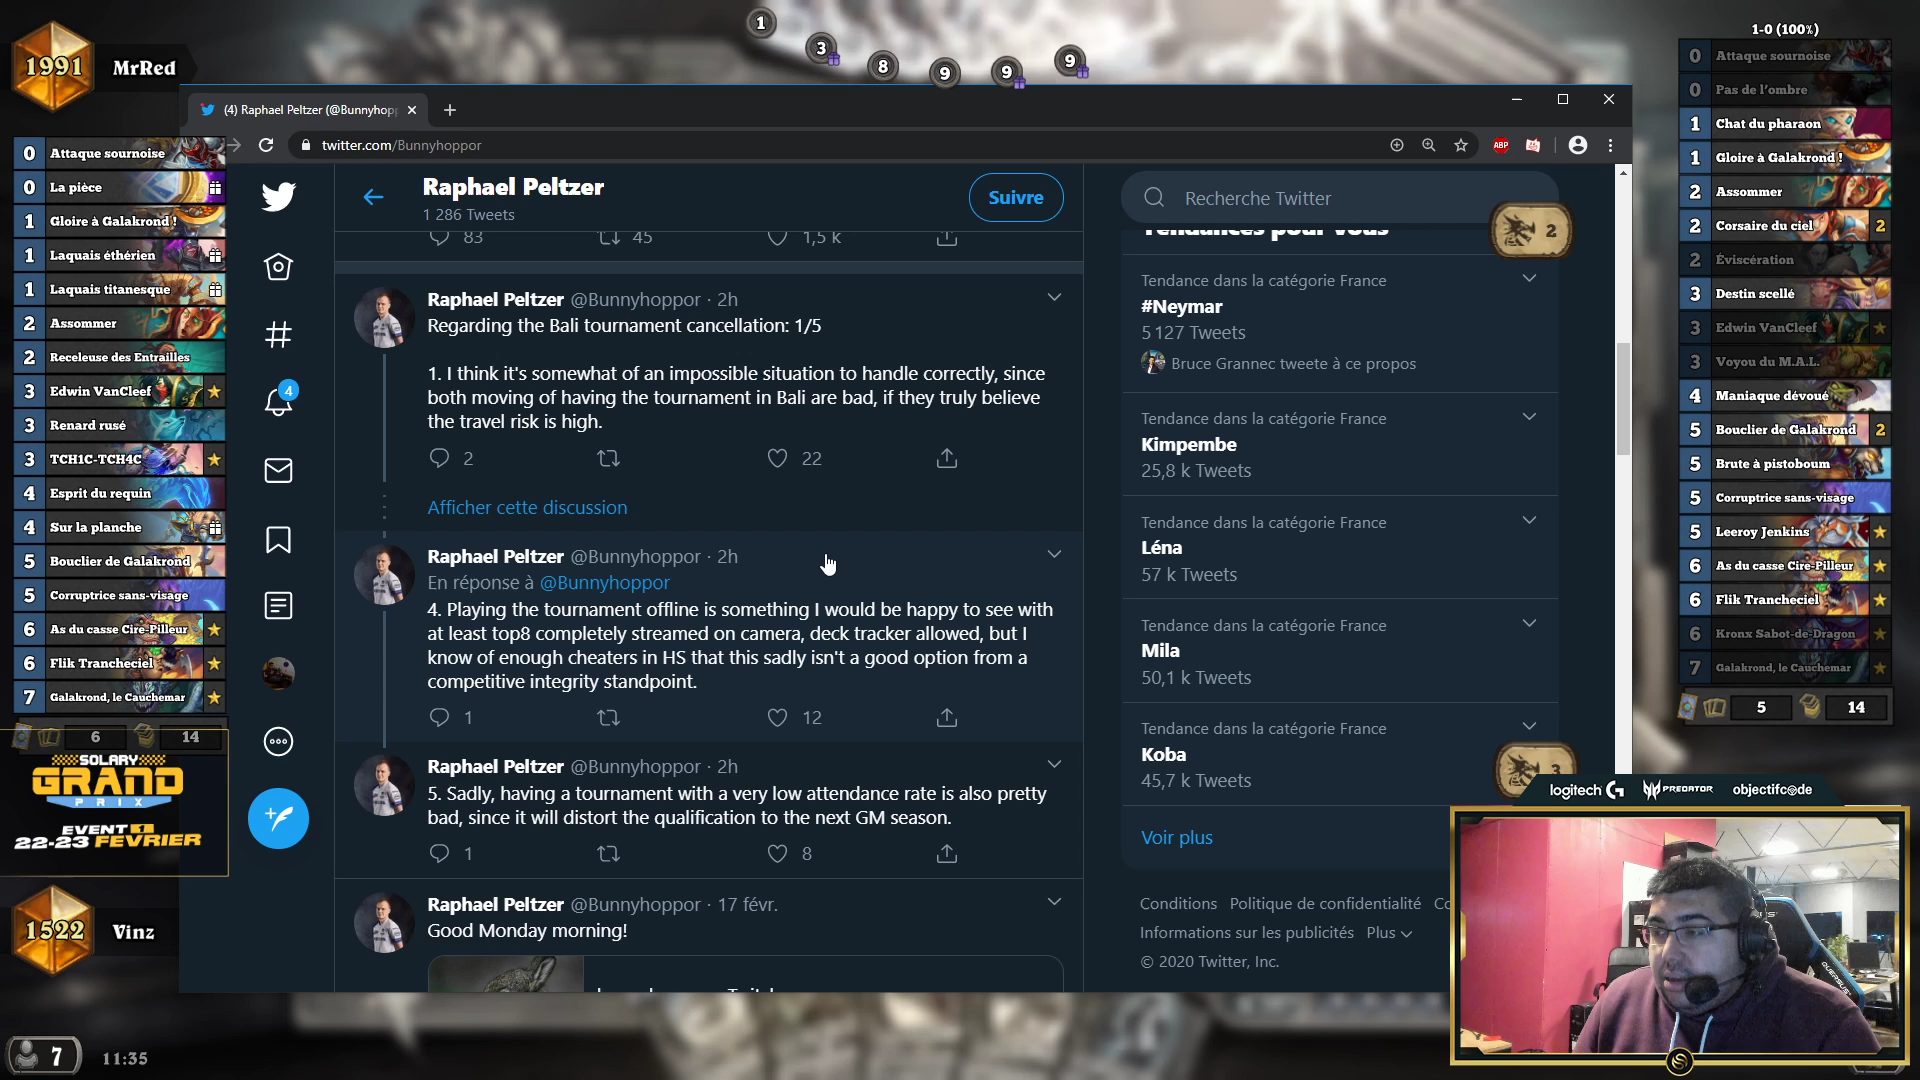 1991 MrRed
1
3
8
9
9
9
1-0 (100%)
(4) Raphael Peltzer (@Bunnyhopp
twitter.com/Bunnyhoppor
ABP
0 Attaque sournoise
0 La pièce
1 Gloire à Galakrond !
1 Laquais éthérien
1 Laquais titanesque
2 Assommer
2 Receleuse des Entrailles
3 Edwin VanCleef
3 Renard rusé
3 TCH1C-TCH4C
4 Esprit du requin
4 Sur la planche
5 Bouclier de Galakrond
5 Corruptrice sans-visage
6 As du casse Cire-Pilleur
6 Flik Trancheciel
7 Galakrond, le Cauchemar
6 14
SOLARY
GRAND
PRIX
EVENT 1
22-23 FEVRIER
1522 Vinz
7 11:35
4
Raphael Peltzer
1 286 Tweets
Suivre
83 45 1,5 k
Raphael Peltzer @Bunnyhoppor · 2h
Regarding the Bali tournament cancellation: 1/5
1. I think it's somewhat of an impossible situation to handle correctly, since
both moving of having the tournament in Bali are bad, if they truly believe
the travel risk is high.
2 22
Afficher cette discussion
Raphael Peltzer @Bunnyhoppor · 2h
En réponse à @Bunnyhoppor
4. Playing the tournament offline is something I would be happy to see with
at least top8 completely streamed on camera, deck tracker allowed, but I
know of enough cheaters in HS that this sadly isn't a good option from a
competitive integrity standpoint.
1 12
Raphael Peltzer @Bunnyhoppor · 2h
5. Sadly, having a tournament with a very low attendance rate is also pretty
bad, since it will distort the qualification to the next GM season.
1 8
Raphael Peltzer @Bunnyhoppor · 17 févr.
Good Monday morning!
Recherche Twitter
2
Tendances pour vous
Tendance dans la catégorie France
#Neymar
5 127 Tweets
Bruce Grannec tweete à ce propos
Tendance dans la catégorie France
Kimpembe
25,8 k Tweets
Tendance dans la catégorie France
Léna
57 k Tweets
Tendance dans la catégorie France
Mila
50,1 k Tweets
Tendance dans la catégorie France
Koba
45,7 k Tweets
3
Voir plus
Conditions Politique de confidentialité
Informations sur les publicités Plus
© 2020 Twitter, Inc.
0 Attaque sournoise
0 Pas de l'ombre
1 Chat du pharaon
1 Gloire à Galakrond !
2 Assommer
2 Corsaire du ciel 2
2 Éviscération
3 Destin scellé
3 Edwin VanCleef
3 Voyou du M.A.L.
4 Maniaque dévoué
5 Bouclier de Galakrond 2
5 Brute à pistoboum
5 Corruptrice sans-visage
5 Leeroy Jenkins
6 As du casse Cire-Pilleur
6 Flik Trancheciel
6 Kronx Sabot-de-Dragon
7 Galakrond, le Cauchemar
5 14
logitech G PREDATOR objectifcode